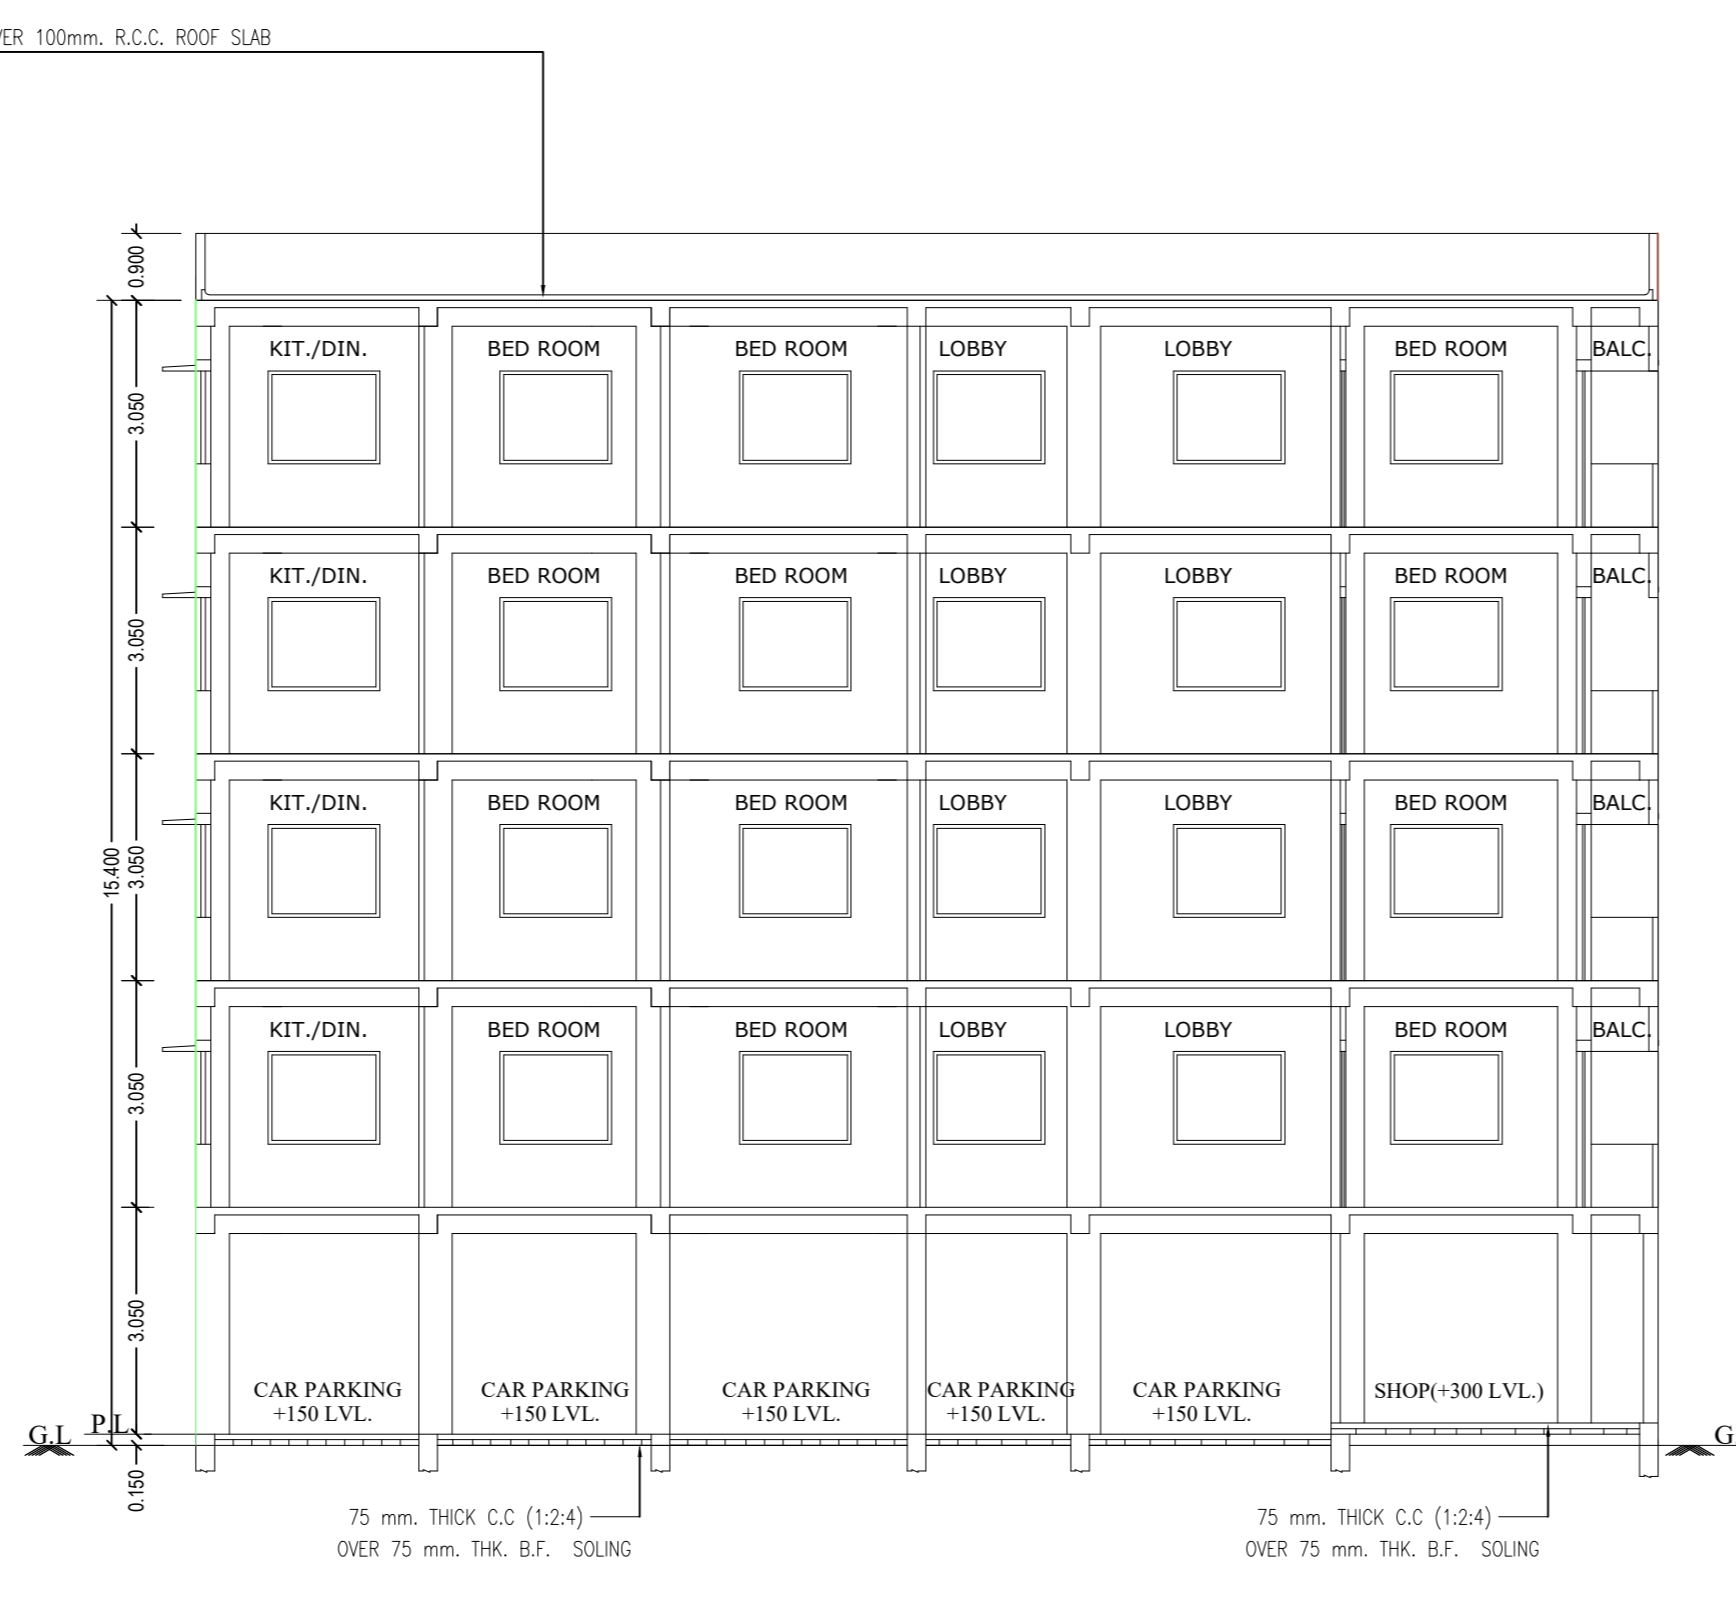 VER 100mm. R.C.C. ROOF SLAB
0.900
KIT./DIN. BED ROOM BED ROOM LOBBY LOBBY BED ROOM BALC.
3.050
KIT./DIN. BED ROOM BED ROOM LOBBY LOBBY BED ROOM BALC.
3.050
KIT./DIN. BED ROOM BED ROOM LOBBY LOBBY BED ROOM BALC.
15.400
3.050
KIT./DIN. BED ROOM BED ROOM LOBBY LOBBY BED ROOM BALC.
3.050
3.050
CAR PARKING CAR PARKING CAR PARKING CAR PARKING CAR PARKING SHOP(+300 LVL.)
+150 LVL. +150 LVL. +150 LVL. +150 LVL. +150 LVL.
P.L
G.L G
0.150
75 mm. THICK C.C (1:2:4) 75 mm. THICK C.C (1:2:4)
OVER 75 mm. THK. B.F. SOLING OVER 75 mm. THK. B.F. SOLING